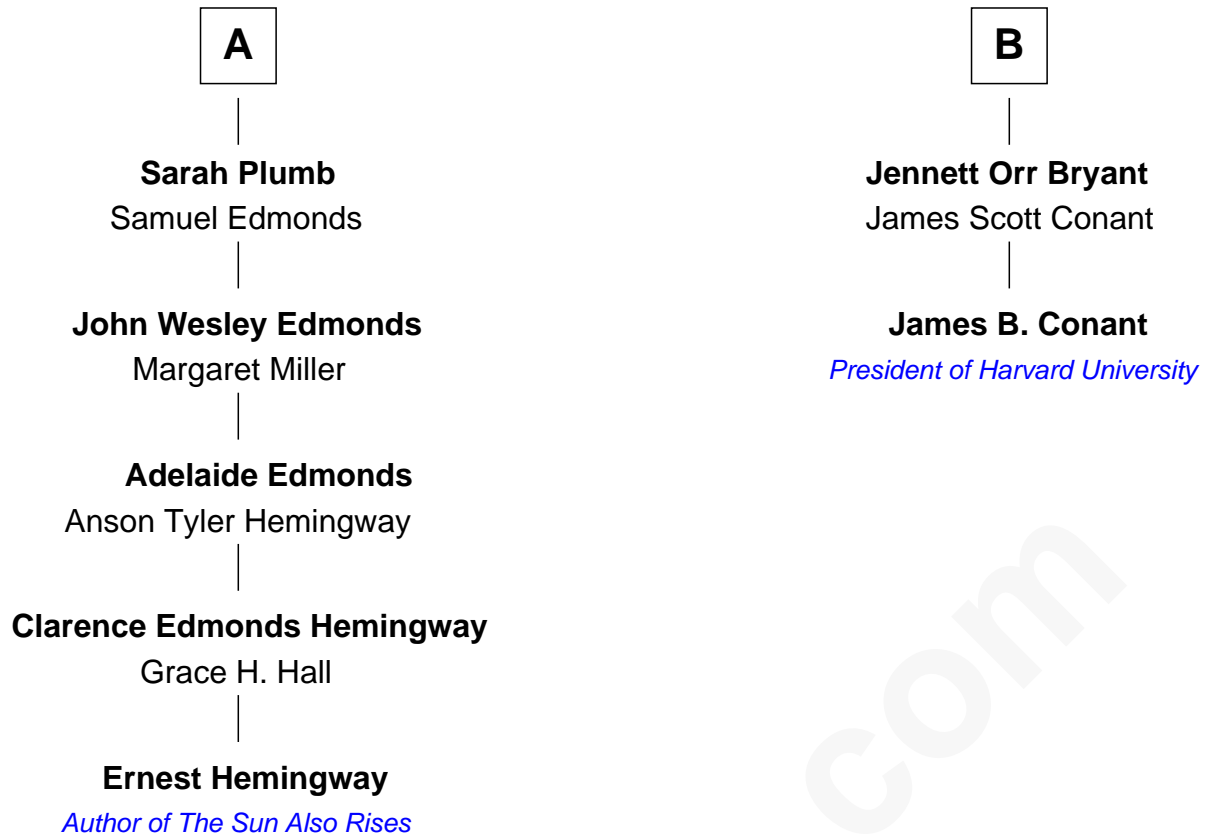 A
Sarah Plumb
Samuel Edmonds
John Wesley Edmonds
Margaret Miller
Adelaide Edmonds
Anson Tyler Hemingway
Clarence Edmonds Hemingway
Grace H. Hall
Ernest Hemingway
Author of The Sun Also Rises
B
Jennett Orr Bryant
James Scott Conant
James B. Conant
President of Harvard University
com